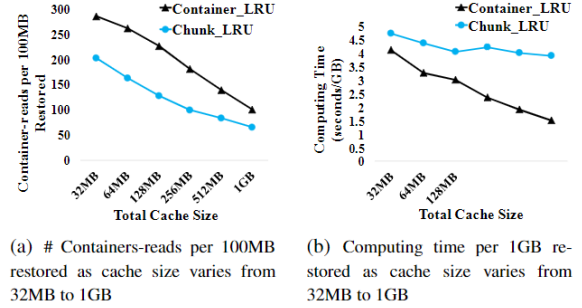 Container_LRU
Chunk_LRU
Container-reads per 100MB
Restored
300
250
200
150
100
50
0
32MB
64MB
128MB
256MB
512MB
1GB
Total Cache Size
(a) # Containers-reads per 100MB
restored as cache size varies from
32MB to 1GB
Container_LRU
Chunk_LRU
Computing Time
(seconds/GB)
5
4.5
4
3.5
3
2.5
2
1.5
1
0.5
0
32MB
64MB
128MB
Total Cache Size
(b) Computing time per 1GB re-
stored as cache size varies from
32MB to 1GB